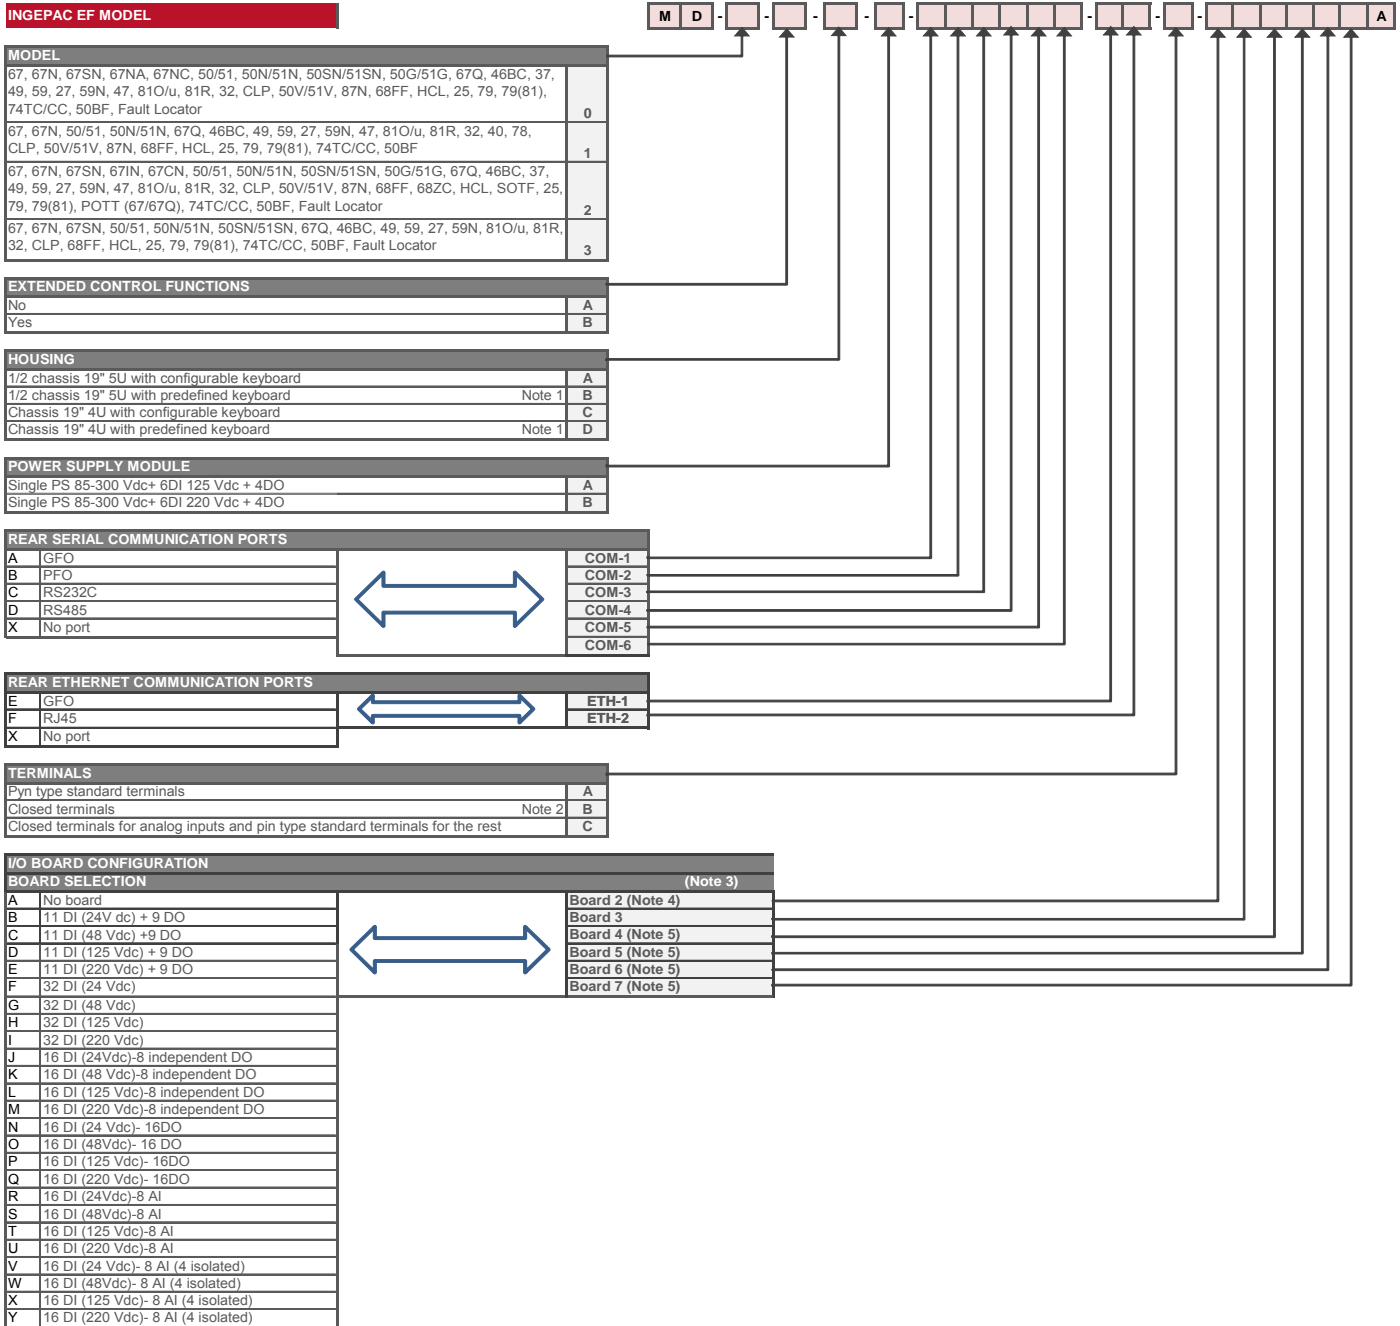 INGEPAC EF MODEL
M D - - - - - - - - A
MODEL
67, 67N, 67SN, 67NA, 67NC, 50/51, 50N/51N, 50SN/51SN, 50G/51G, 67Q, 46BC, 37,
49, 59, 27, 59N, 47, 81O/u, 81R, 32, CLP, 50V/51V, 87N, 68FF, HCL, 25, 79, 79(81),
74TC/CC, 50BF, Fault Locator
0
67, 67N, 50/51, 50N/51N, 67Q, 46BC, 49, 59, 27, 59N, 47, 81O/u, 81R, 32, 40, 78,
CLP, 50V/51V, 87N, 68FF, HCL, 25, 79, 79(81), 74TC/CC, 50BF
1
67, 67N, 67SN, 67IN, 67CN, 50/51, 50N/51N, 50SN/51SN, 50G/51G, 67Q, 46BC, 37,
49, 59, 27, 59N, 47, 81O/u, 81R, 32, CLP, 50V/51V, 87N, 68FF, 68ZC, HCL, SOTF, 25,
79, 79(81), POTT (67/67Q), 74TC/CC, 50BF, Fault Locator
2
67, 67N, 67SN, 50/51, 50N/51N, 50SN/51SN, 67Q, 46BC, 49, 59, 27, 59N, 81O/u, 81R,
32, CLP, 68FF, HCL, 25, 79, 79(81), 74TC/CC, 50BF, Fault Locator
3
EXTENDED CONTROL FUNCTIONS
No A
Yes B
HOUSING
1/2 chassis 19" 5U with configurable keyboard A
1/2 chassis 19" 5U with predefined keyboard Note 1 B
Chassis 19" 4U with configurable keyboard C
Chassis 19" 4U with predefined keyboard Note 1 D
POWER SUPPLY MODULE
Single PS 85-300 Vdc+ 6DI 125 Vdc + 4DO A
Single PS 85-300 Vdc+ 6DI 220 Vdc + 4DO B
REAR SERIAL COMMUNICATION PORTS
A GFO COM-1
B PFO COM-2
C RS232C COM-3
D RS485 COM-4
X No port COM-5
COM-6
REAR ETHERNET COMMUNICATION PORTS
E GFO ETH-1
F RJ45 ETH-2
X No port
TERMINALS
Pyn type standard terminals A
Closed terminals Note 2 B
Closed terminals for analog inputs and pin type standard terminals for the rest C
I/O BOARD CONFIGURATION
BOARD SELECTION (Note 3)
A No board Board 2 (Note 4)
B 11 DI (24V dc) + 9 DO Board 3
C 11 DI (48 Vdc) +9 DO Board 4 (Note 5)
D 11 DI (125 Vdc) + 9 DO Board 5 (Note 5)
E 11 DI (220 Vdc) + 9 DO Board 6 (Note 5)
F 32 DI (24 Vdc) Board 7 (Note 5)
G 32 DI (48 Vdc)
H 32 DI (125 Vdc)
I 32 DI (220 Vdc)
J 16 DI (24Vdc)-8 independent DO
K 16 DI (48 Vdc)-8 independent DO
L 16 DI (125 Vdc)-8 independent DO
M 16 DI (220 Vdc)-8 independent DO
N 16 DI (24 Vdc)- 16DO
O 16 DI (48Vdc)- 16 DO
P 16 DI (125 Vdc)- 16DO
Q 16 DI (220 Vdc)- 16DO
R 16 DI (24Vdc)-8 AI
S 16 DI (48Vdc)-8 AI
T 16 DI (125 Vdc)-8 AI
U 16 DI (220 Vdc)-8 AI
V 16 DI (24 Vdc)- 8 AI (4 isolated)
W 16 DI (48Vdc)- 8 AI (4 isolated)
X 16 DI (125 Vdc)- 8 AI (4 isolated)
Y 16 DI (220 Vdc)- 8 AI (4 isolated)